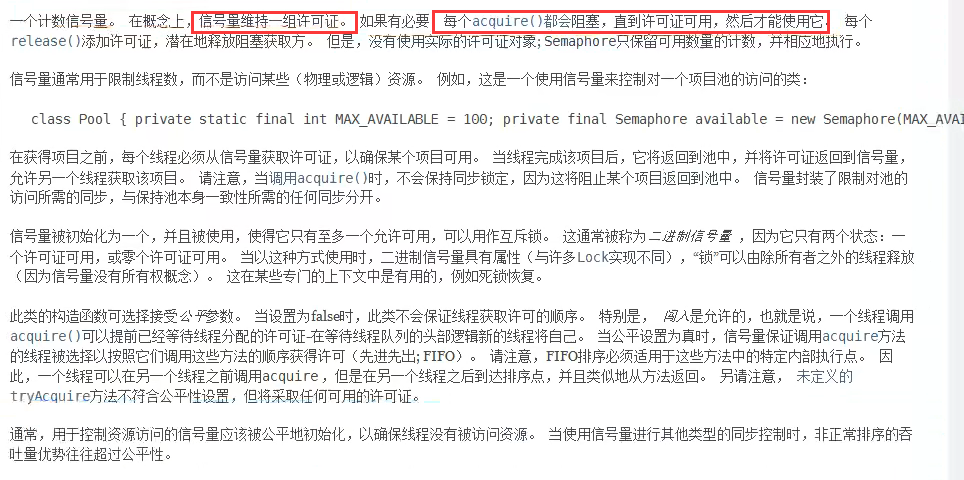 一个计数信号量。 在概念上，信号量维持一组许可证。 如果有必要， 每个acquire()都会阻塞，直到许可证可用，然后才能使用它。 每个
release()添加许可证，潜在地释放阻塞获取方。 但是，没有使用实际的许可证对象; Semaphore只保留可用数量的计数，并相应地执行。
信号量通常用于限制线程数，而不是访问某些（物理或逻辑）资源。 例如，这是一个使用信号量来控制对一个项目池的访问的类：
class Pool { private static final int MAX_AVAILABLE = 100; private final Semaphore available = new Semaphore(MAX_AVAI
在获得项目之前，每个线程必须从信号量获取许可证，以确保某个项目可用。 当线程完成该项目后，它将返回到池中，并将许可证返回到信号量，
允许另一个线程获取该项目。 请注意，当调用acquire()时，不会保持同步锁定，因为这将阻止某个项目返回到池中。 信号量封装了限制对池的
访问所需的同步，与保持池本身一致性所需的任何同步分开。
信号量被初始化为一个，并且被使用，使得它只有至多一个允许可用，可以用作互斥锁。 这通常被称为二进制信号量 ，因为它只有两个状态：一
个许可证可用，或零个许可证可用。 当以这种方式使用时，二进制信号量具有属性（与许多Lock实现不同），“锁”可以由除所有者之外的线程释放
（因为信号量没有所有权概念）。 这在某些专门的上下文中是有用的，例如死锁恢复。
此类的构造函数可选择接受公平参数。 当设置为false时，此类不会保证线程获取许可的顺序。 特别是， 闯入是允许的，也就是说，一个线程调用
acquire()可以提前已经等待线程分配的许可证-在等待线程队列的头部逻辑新的线程将自己。 当公平设置为真时，信号量保证调用acquire方法
的线程被选择以按照它们调用这些方法的顺序获得许可（先进先出; FIFO）。 请注意，FIFO排序必须适用于这些方法中的特定内部执行点。 因
此，一个线程可以在另一个线程之前调用acquire ，但是在另一个线程之后到达排序点，并且类似地从方法返回。 另请注意， 未定义的
tryAcquire方法不符合公平性设置，但将采取任何可用的许可证。
通常，用于控制资源访问的信号量应该被公平地初始化，以确保线程没有被访问资源。 当使用信号量进行其他类型的同步控制时，非正常排序的吞
吐量优势往往超过公平性。